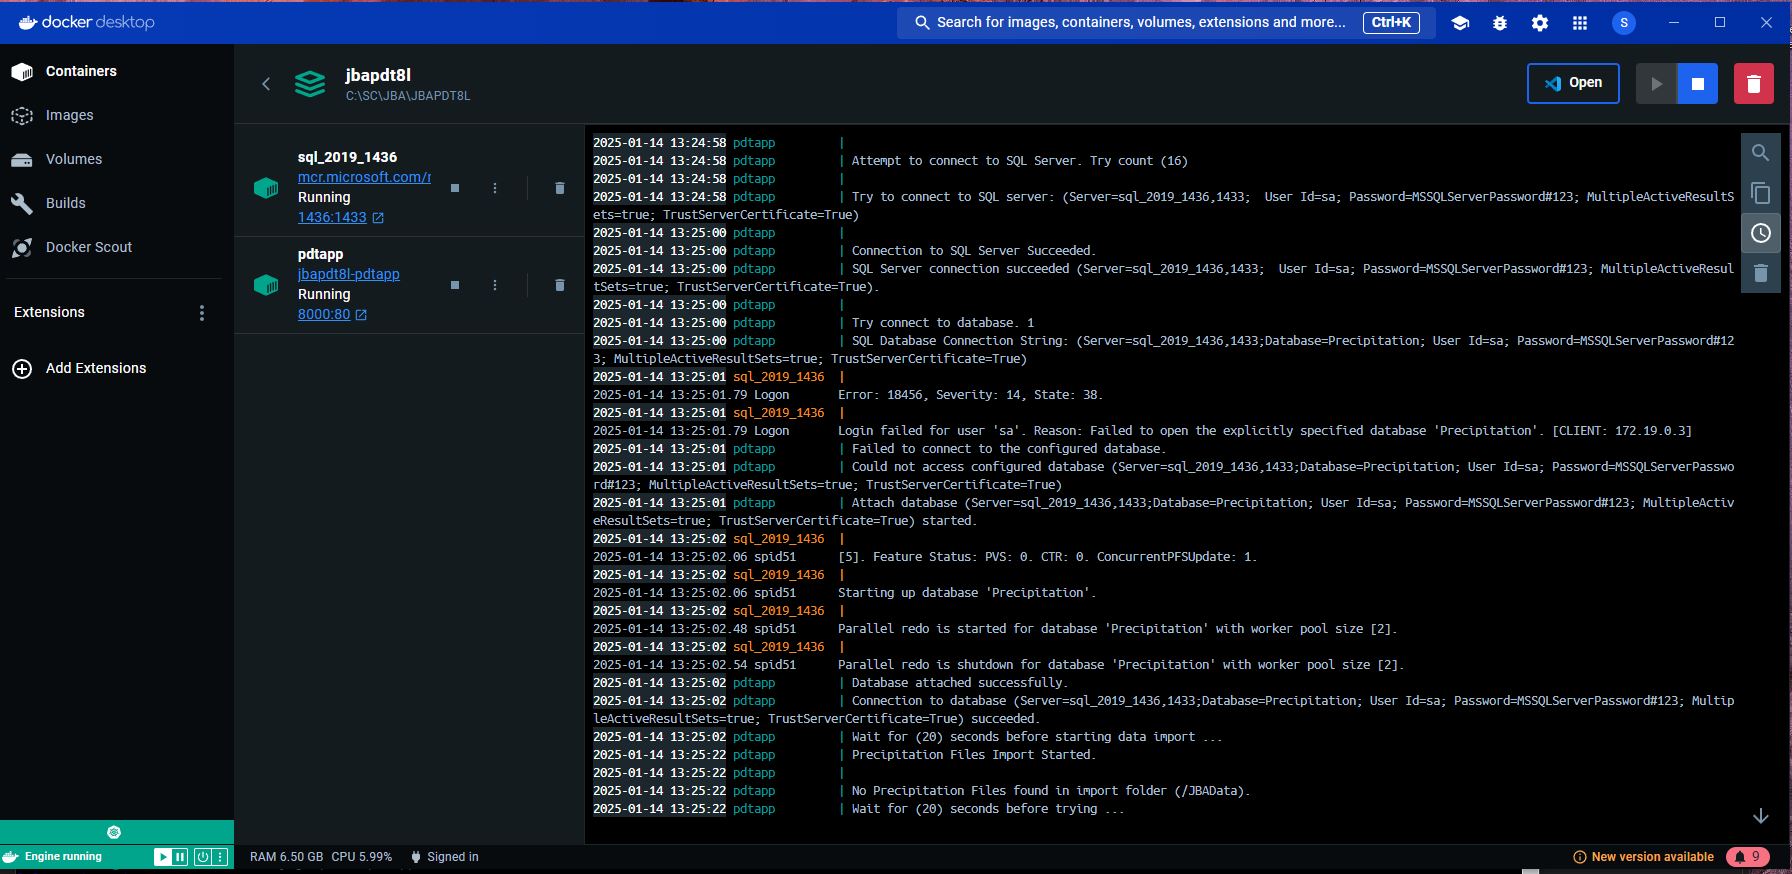 docker desktop
Search for images, containers, volumes, extensions and more...
Ctrl+K
S
Containers
Images
Volumes
Builds
Docker Scout
Extensions
Add Extensions
jbapdt8l
C:\SC\JBA\JBAPDT8L
Open
sql_2019_1436
mcr.microsoft.com/r
Running
1436:1433
pdtapp
jbapdt8l-pdtapp
Running
8000:80
2025-01-14 13:24:58 pdtapp |
2025-01-14 13:24:58 pdtapp | Attempt to connect to SQL Server. Try count (16)
2025-01-14 13:24:58 pdtapp |
2025-01-14 13:24:58 pdtapp | Try to connect to SQL server: (Server=sql_2019_1436,1433;  User Id=sa; Password=MSSQLServerPassword#123; MultipleActiveResultS
ets=true; TrustServerCertificate=True)
2025-01-14 13:25:00 pdtapp |
2025-01-14 13:25:00 pdtapp | Connection to SQL Server Succeeded.
2025-01-14 13:25:00 pdtapp | SQL Server connection succeeded (Server=sql_2019_1436,1433;  User Id=sa; Password=MSSQLServerPassword#123; MultipleActiveResul
tSets=true; TrustServerCertificate=True).
2025-01-14 13:25:00 pdtapp |
2025-01-14 13:25:00 pdtapp | Try connect to database. 1
2025-01-14 13:25:00 pdtapp | SQL Database Connection String: (Server=sql_2019_1436,1433;Database=Precipitation; User Id=sa; Password=MSSQLServerPassword#12
3; MultipleActiveResultSets=true; TrustServerCertificate=True)
2025-01-14 13:25:01 sql_2019_1436 |
2025-01-14 13:25:01.79 Logon Error: 18456, Severity: 14, State: 38.
2025-01-14 13:25:01 sql_2019_1436 |
2025-01-14 13:25:01.79 Logon Login failed for user 'sa'. Reason: Failed to open the explicitly specified database 'Precipitation'. [CLIENT: 172.19.0.3]
2025-01-14 13:25:01 pdtapp | Failed to connect to the configured database.
2025-01-14 13:25:01 pdtapp | Could not access configured database (Server=sql_2019_1436,1433;Database=Precipitation; User Id=sa; Password=MSSQLServerPasswo
rd#123; MultipleActiveResultSets=true; TrustServerCertificate=True)
2025-01-14 13:25:01 pdtapp | Attach database (Server=sql_2019_1436,1433;Database=Precipitation; User Id=sa; Password=MSSQLServerPassword#123; MultipleActiv
eResultSets=true; TrustServerCertificate=True) started.
2025-01-14 13:25:02 sql_2019_1436 |
2025-01-14 13:25:02.06 spid51 [5]. Feature Status: PVS: 0. CTR: 0. ConcurrentPFSUpdate: 1.
2025-01-14 13:25:02 sql_2019_1436 |
2025-01-14 13:25:02.06 spid51 Starting up database 'Precipitation'.
2025-01-14 13:25:02 sql_2019_1436 |
2025-01-14 13:25:02.48 spid51 Parallel redo is started for database 'Precipitation' with worker pool size [2].
2025-01-14 13:25:02 sql_2019_1436 |
2025-01-14 13:25:02.54 spid51 Parallel redo is shutdown for database 'Precipitation' with worker pool size [2].
2025-01-14 13:25:02 pdtapp | Database attached successfully.
2025-01-14 13:25:02 pdtapp | Connection to database (Server=sql_2019_1436,1433;Database=Precipitation; User Id=sa; Password=MSSQLServerPassword#123; Multip
leActiveResultSets=true; TrustServerCertificate=True) succeeded.
2025-01-14 13:25:02 pdtapp | Wait for (20) seconds before starting data import ...
2025-01-14 13:25:22 pdtapp | Precipitation Files Import Started.
2025-01-14 13:25:22 pdtapp |
2025-01-14 13:25:22 pdtapp | No Precipitation Files found in import folder (/JBAData).
2025-01-14 13:25:22 pdtapp | Wait for (20) seconds before trying ...
Engine running
RAM 6.50 GB CPU 5.99% Signed in
New version available
9